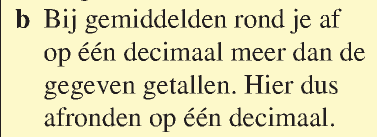 b Bij gemiddelden rond je af
op één decimaal meer dan de
gegeven getallen. Hier dus
afronden op één decimaal.